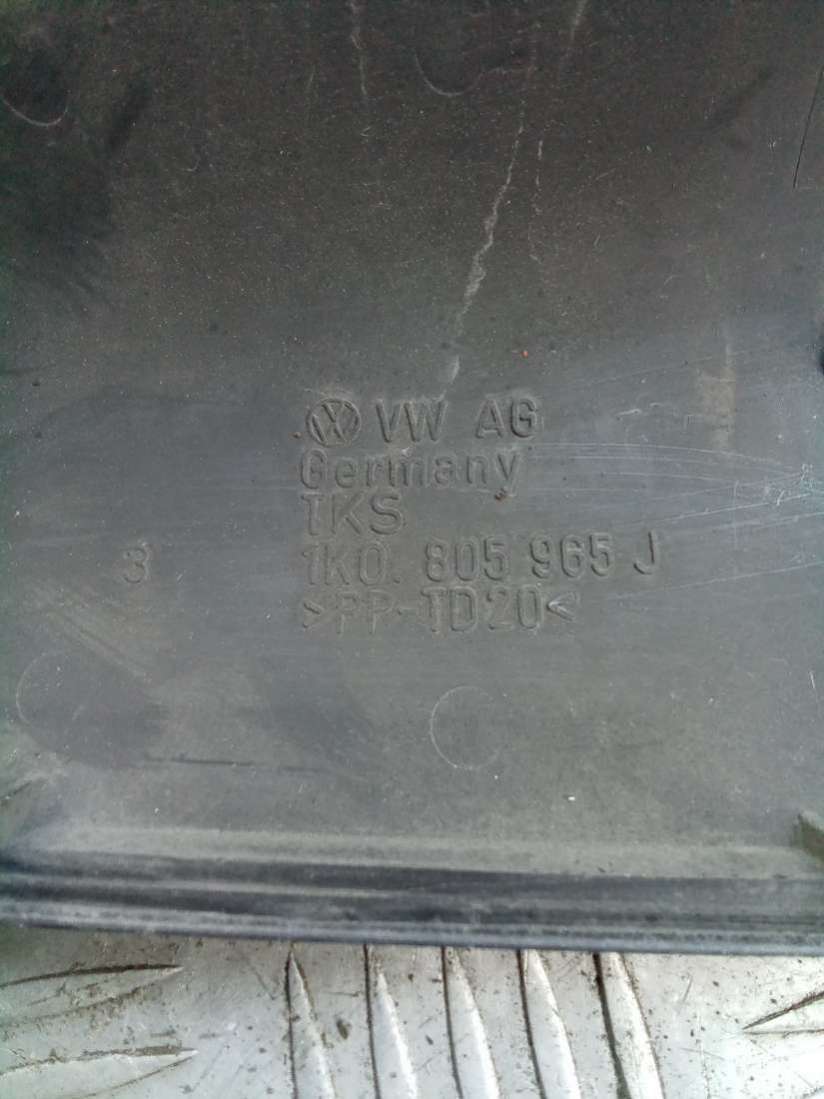 VW AG
Germany
TKS
3
1K0. 805 965 J
>PP-TD20<